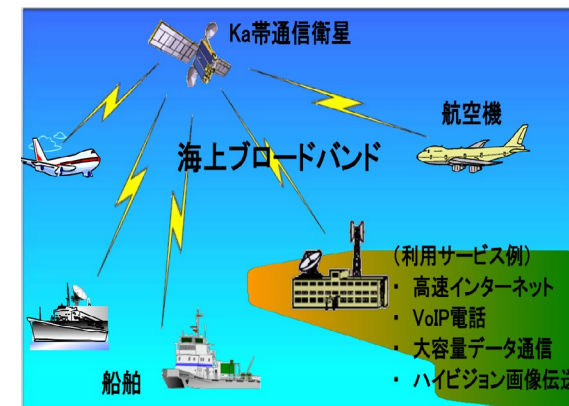 Ka帯通信衛星
航空機
海上ブロードバンド
(利用サービス例)
・ 高速インターネット
・ VoIP電話
・ 大容量データ通信
・ ハイビジョン画像伝送
船舶